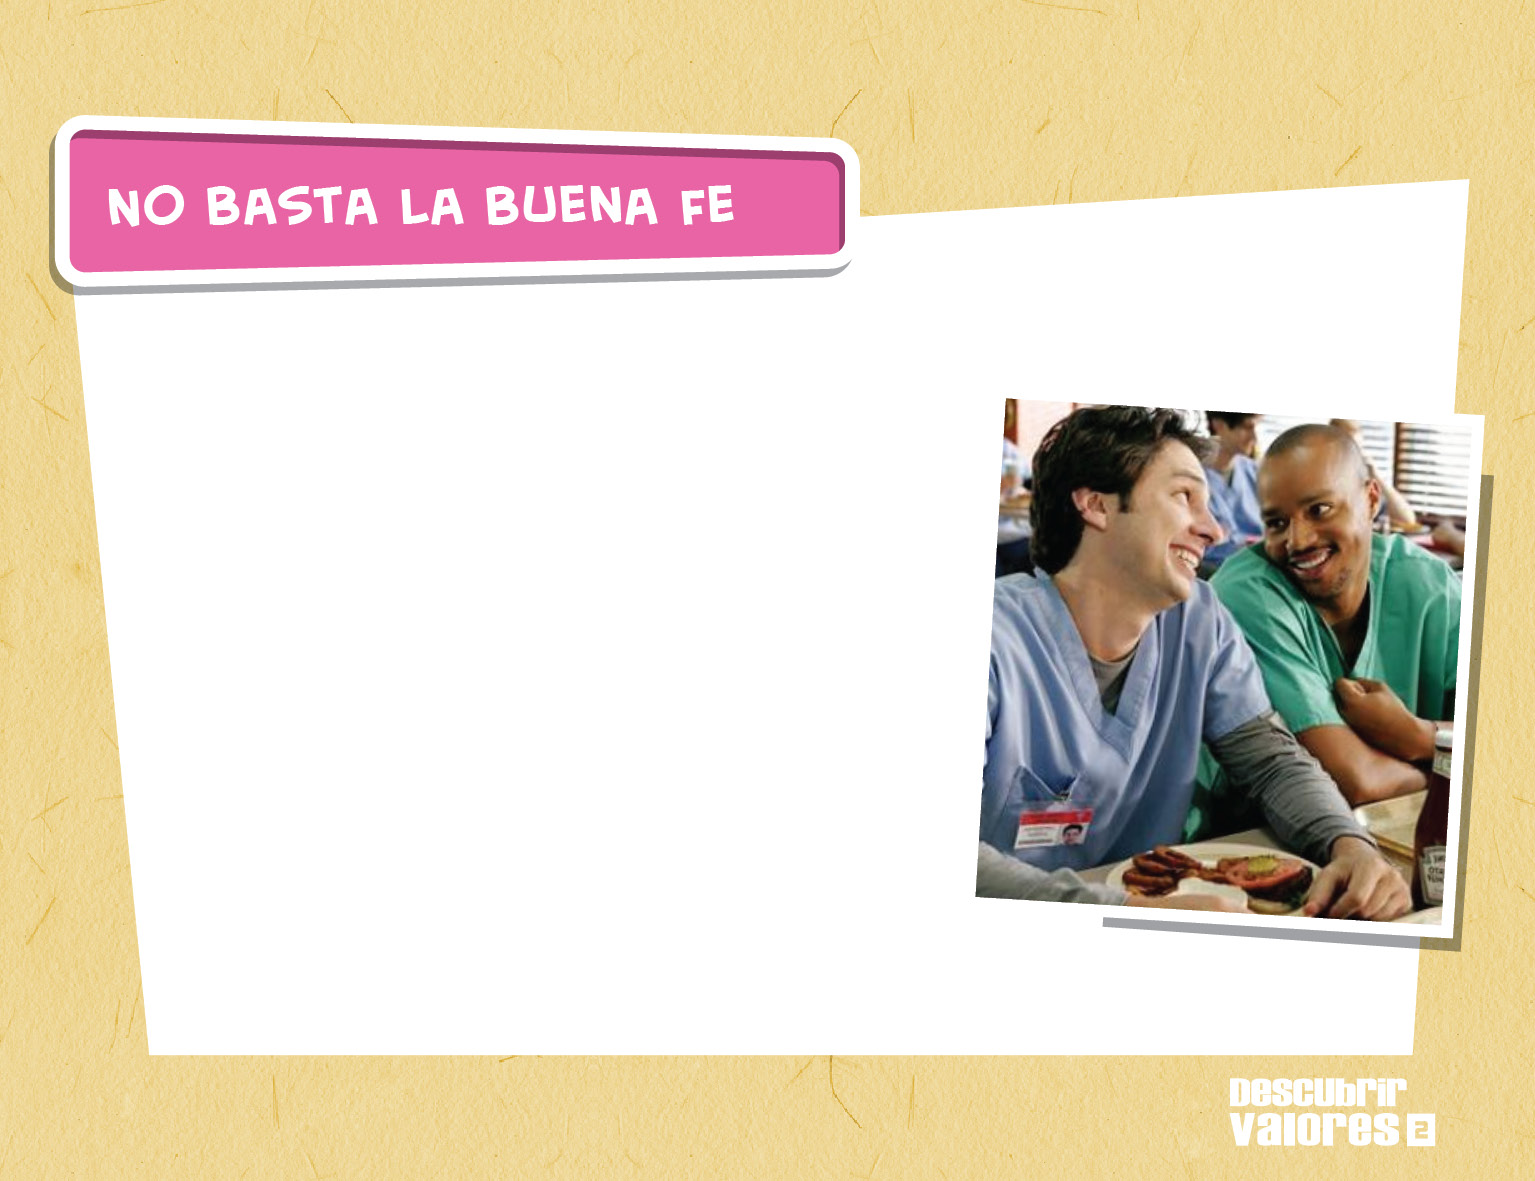 NO BASTA LA BUENA FE
Descubrir
valores 2